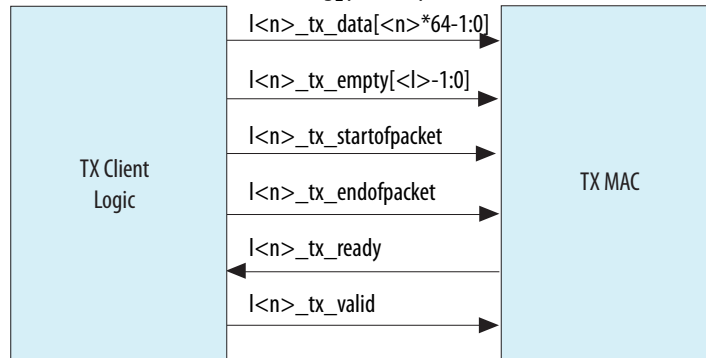 l<n>_tx_data[<n>*64-1:0]
l<n>_tx_empty[<l>-1:0]
l<n>_tx_startofpacket
TX Client
Logic
TX MAC
l<n>_tx_endofpacket
l<n>_tx_ready
l<n>_tx_valid